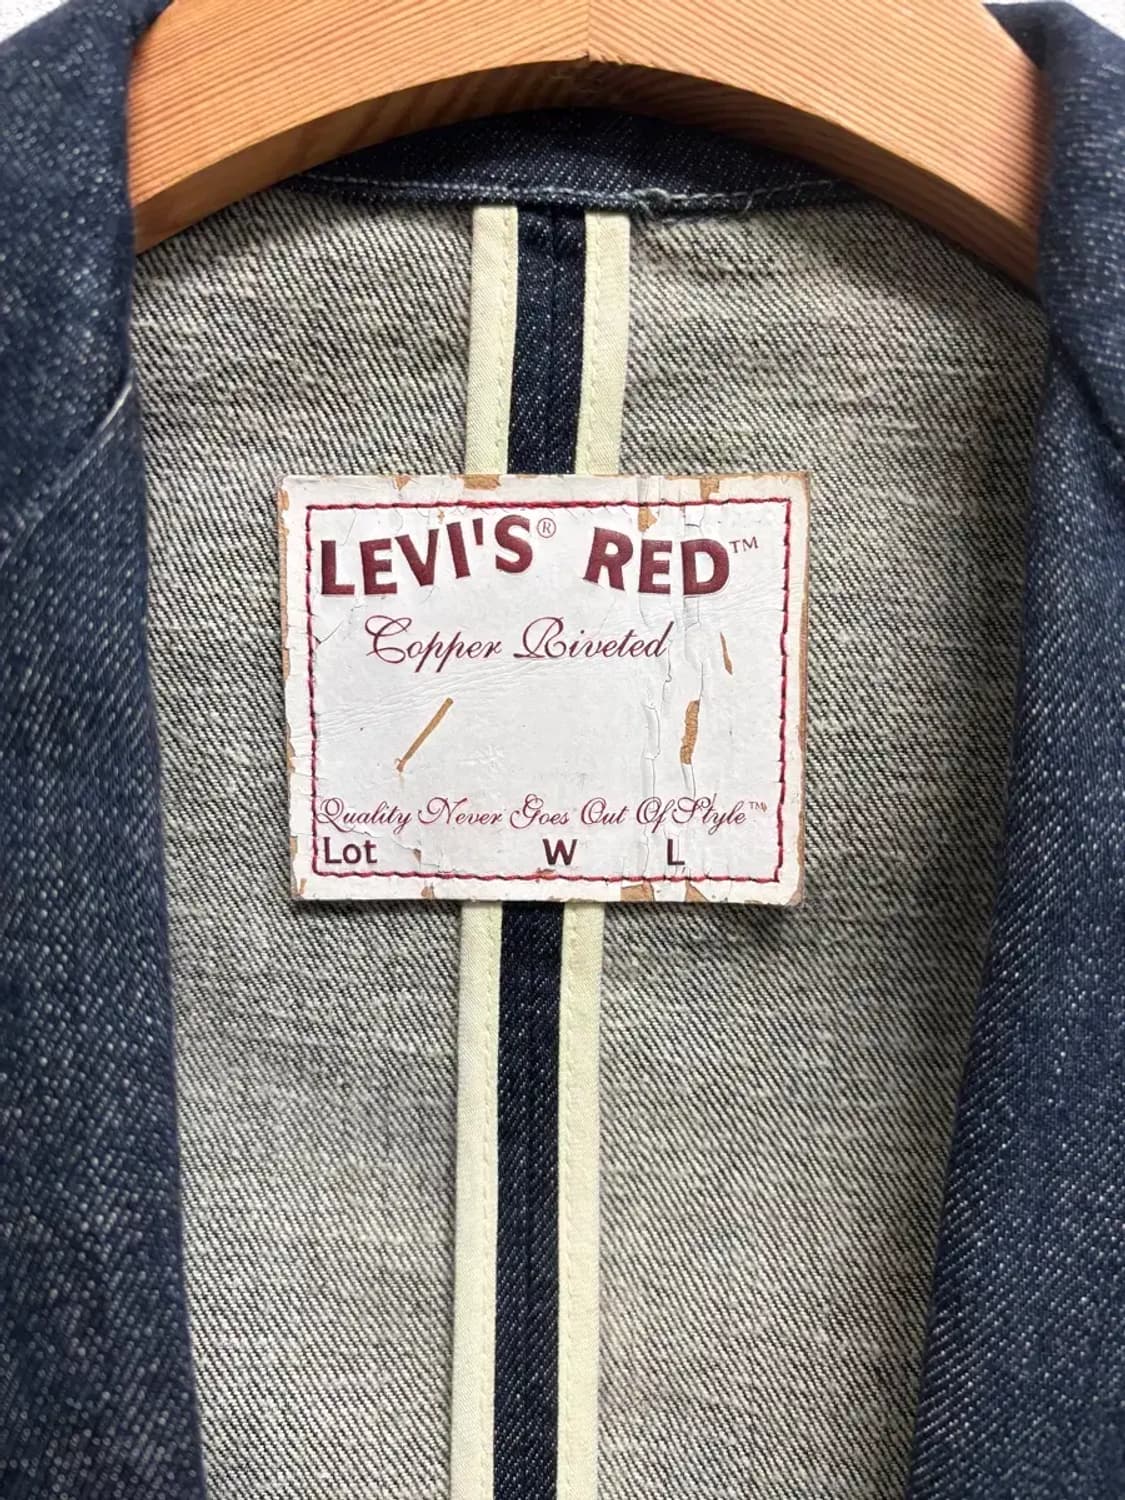 LEVI'S® RED™
Copper Riveted
Quality Never Goes Out Of Style™
Lot W L